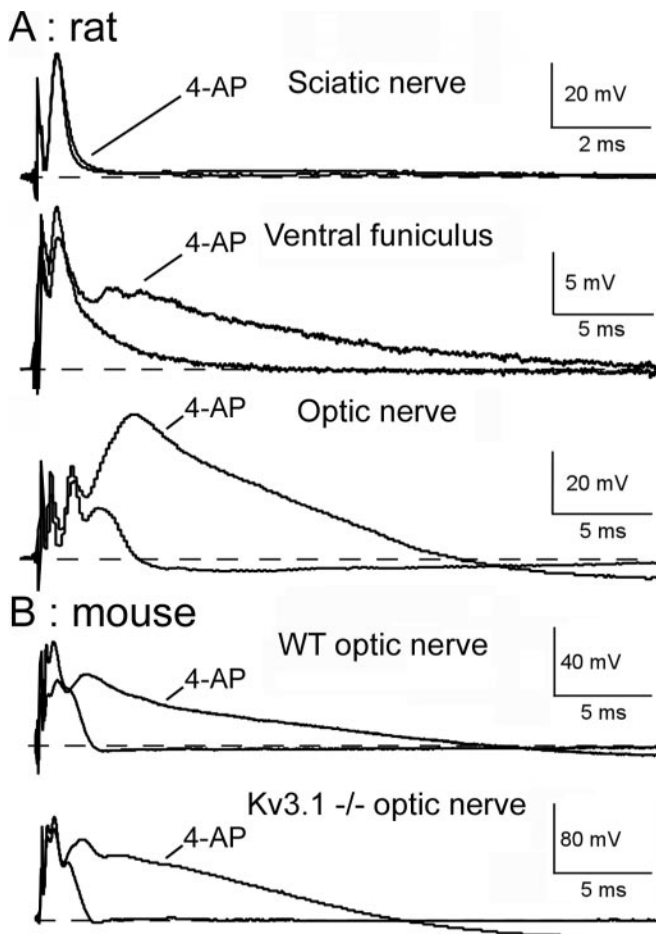 A : rat
4-AP
Sciatic nerve
20 mV
2 ms
4-AP
Ventral funiculus
5 mV
5 ms
4-AP
Optic nerve
20 mV
5 ms
B : mouse
WT optic nerve
4-AP
40 mV
5 ms
Kv3.1 -/- optic nerve
4-AP
80 mV
5 ms